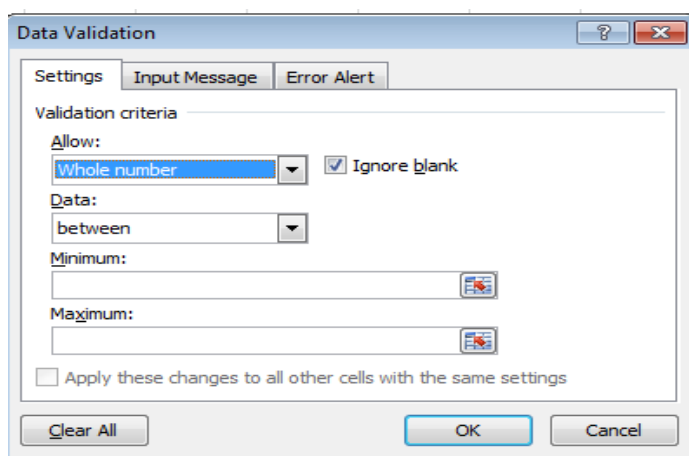 Data Validation
Settings Input Message Error Alert
Validation criteria
Allow:
Whole number Ignore blank
Data:
between
Minimum:
Maximum:
Apply these changes to all other cells with the same settings
Clear All OK Cancel